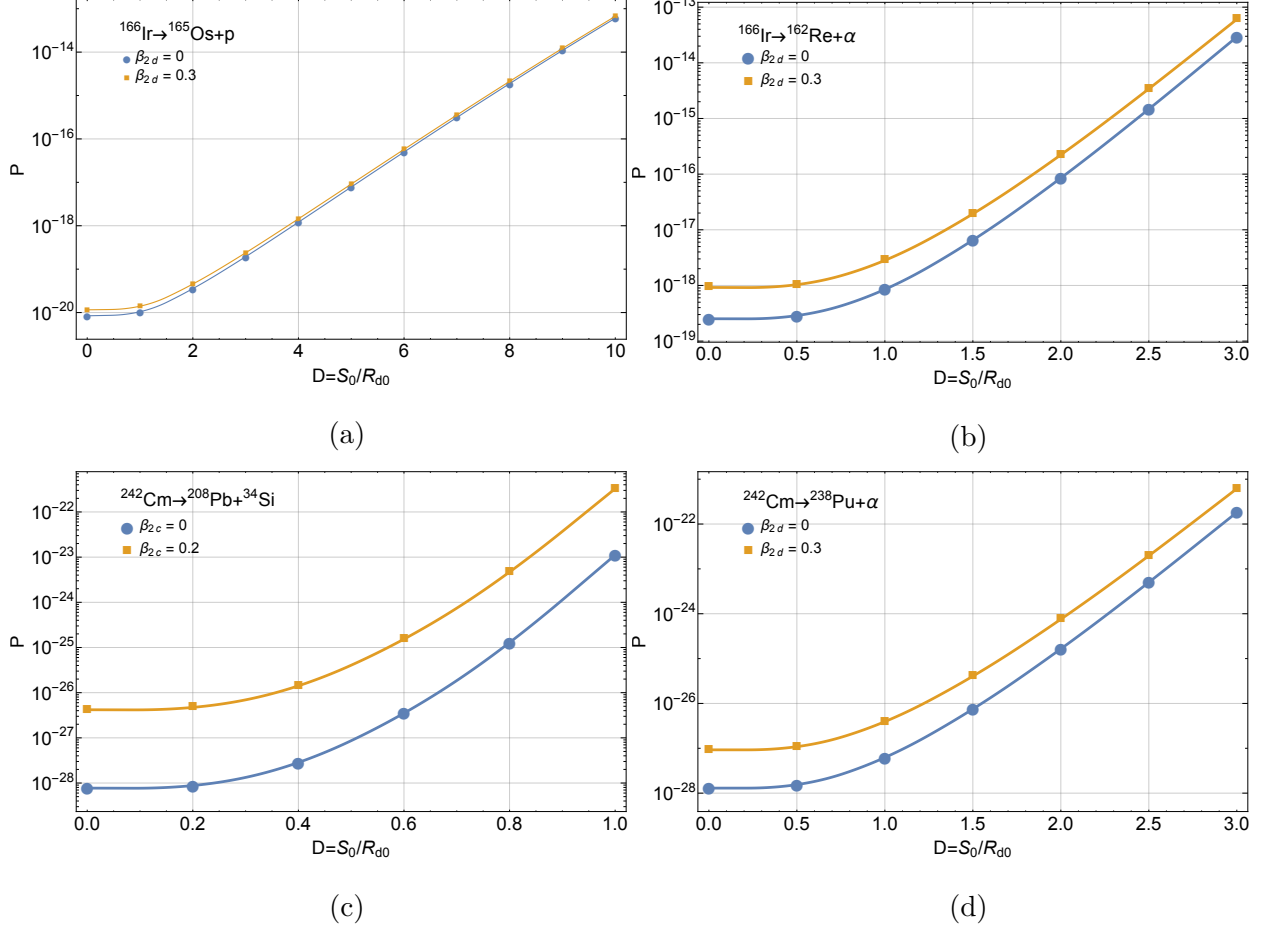 ¹⁶⁶Ir→¹⁶⁵Os+p
β₂d = 0
β₂d = 0.3
P
10⁻¹⁴
10⁻¹⁶
10⁻¹⁸
10⁻²⁰
0 2 4 6 8 10
D=S₀/R_d0
(a)
¹⁶⁶Ir→¹⁶²Re+α
β₂d = 0
β₂d = 0.3
P
10⁻¹³
10⁻¹⁴
10⁻¹⁵
10⁻¹⁶
10⁻¹⁷
10⁻¹⁸
10⁻¹⁹
0.0 0.5 1.0 1.5 2.0 2.5 3.0
D=S₀/R_d0
(b)
²⁴²Cm→²⁰⁸Pb+³⁴Si
β₂c = 0
β₂c = 0.2
P
10⁻²²
10⁻²³
10⁻²⁴
10⁻²⁵
10⁻²⁶
10⁻²⁷
10⁻²⁸
0.0 0.2 0.4 0.6 0.8 1.0
D=S₀/R_d0
(c)
²⁴²Cm→²³⁸Pu+α
β₂d = 0
β₂d = 0.3
P
10⁻²²
10⁻²⁴
10⁻²⁶
10⁻²⁸
0.0 0.5 1.0 1.5 2.0 2.5 3.0
D=S₀/R_d0
(d)